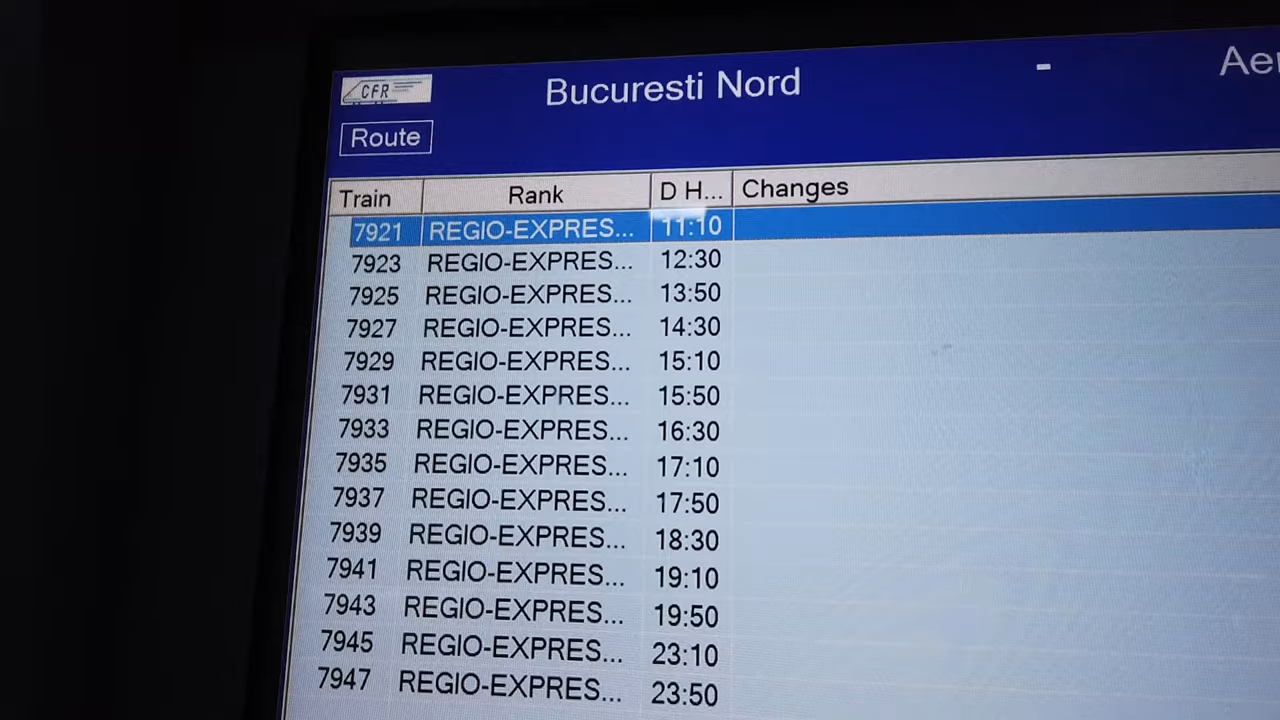 CFR
Bucuresti Nord - Aer
Route
Train Rank D H... Changes
7921 REGIO-EXPRES... 11:10
7923 REGIO-EXPRES... 12:30
7925 REGIO-EXPRES... 13:50
7927 REGIO-EXPRES... 14:30
7929 REGIO-EXPRES... 15:10
7931 REGIO-EXPRES... 15:50
7933 REGIO-EXPRES... 16:30
7935 REGIO-EXPRES... 17:10
7937 REGIO-EXPRES... 17:50
7939 REGIO-EXPRES... 18:30
7941 REGIO-EXPRES... 19:10
7943 REGIO-EXPRES... 19:50
7945 REGIO-EXPRES... 23:10
7947 REGIO-EXPRES... 23:50